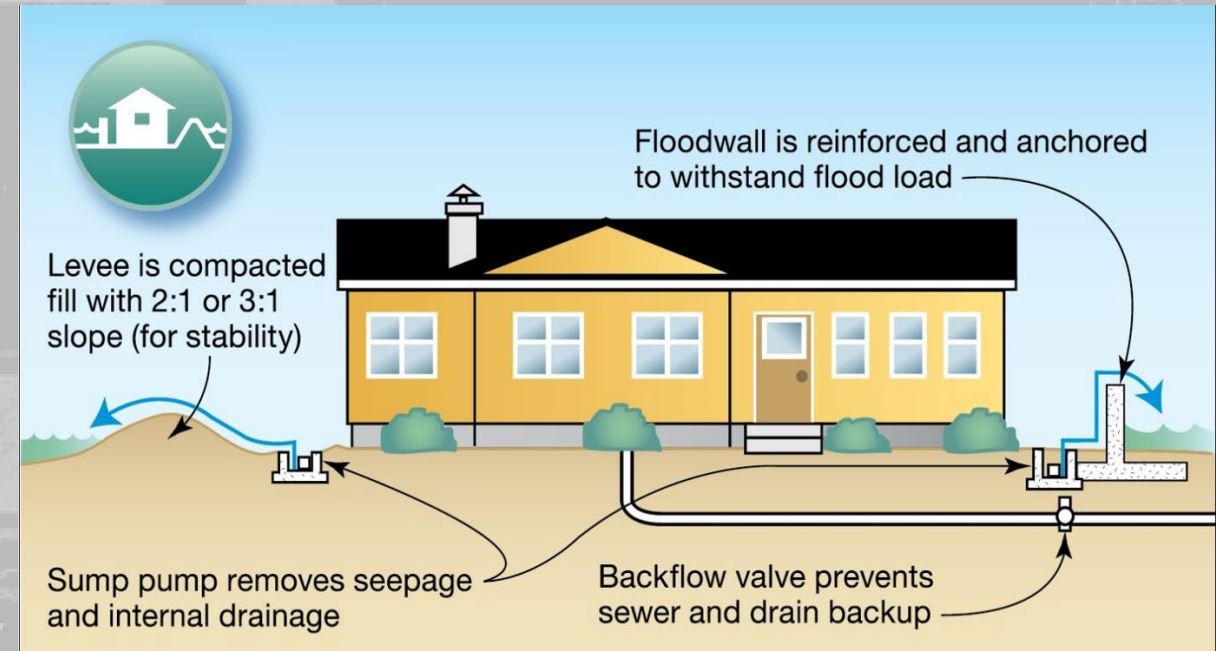 Floodwall is reinforced and anchored
to withstand flood load
Levee is compacted
fill with 2:1 or 3:1
slope (for stability)
Sump pump removes seepage
and internal drainage
Backflow valve prevents
sewer and drain backup